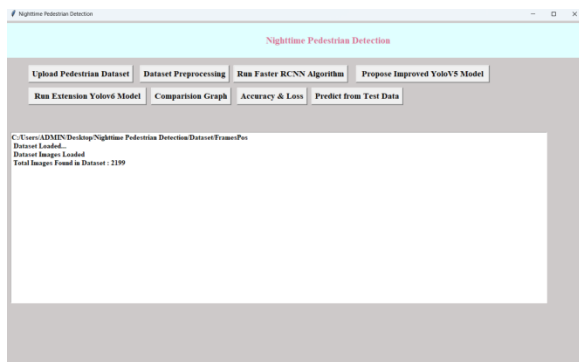 Nighttime Pedestrian Detection
Nighttime Pedestrian Detection
Upload Pedestrian Dataset Dataset Preprocessing Run Faster RCNN Algorithm Propose Improved YoloV5 Model
Run Extension Yolov6 Model Comparision Graph Accuracy & Loss Predict from Test Data
C:/Users/ADMIN/Desktop/Nighttime Pedestrian Detection/Dataset/FramesPos
Dataset Loaded...
Dataset Images Loaded
Total Images Found in Dataset : 2199